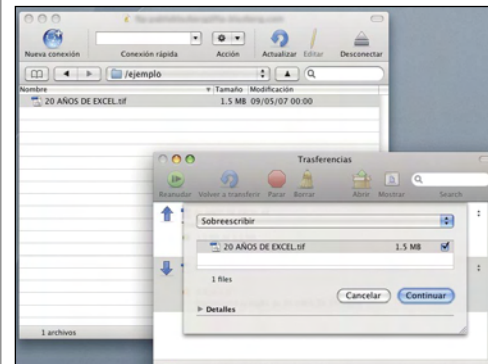 Nueva conexión Conexión rápida Acción Actualizar Editar Desconectar
/ejemplo
Nombre Tamaño Modificación
20 AÑOS DE EXCEL.tif 1.5 MB 09/05/07 00:00
Trasferencias
Reanudar Volver a transferir Parar Borrar Abrir Mostrar Search
Sobreescribir
20 AÑOS DE EXCEL.tif 1.5 MB
1 files
Cancelar Continuar
Detalles
1 archivos